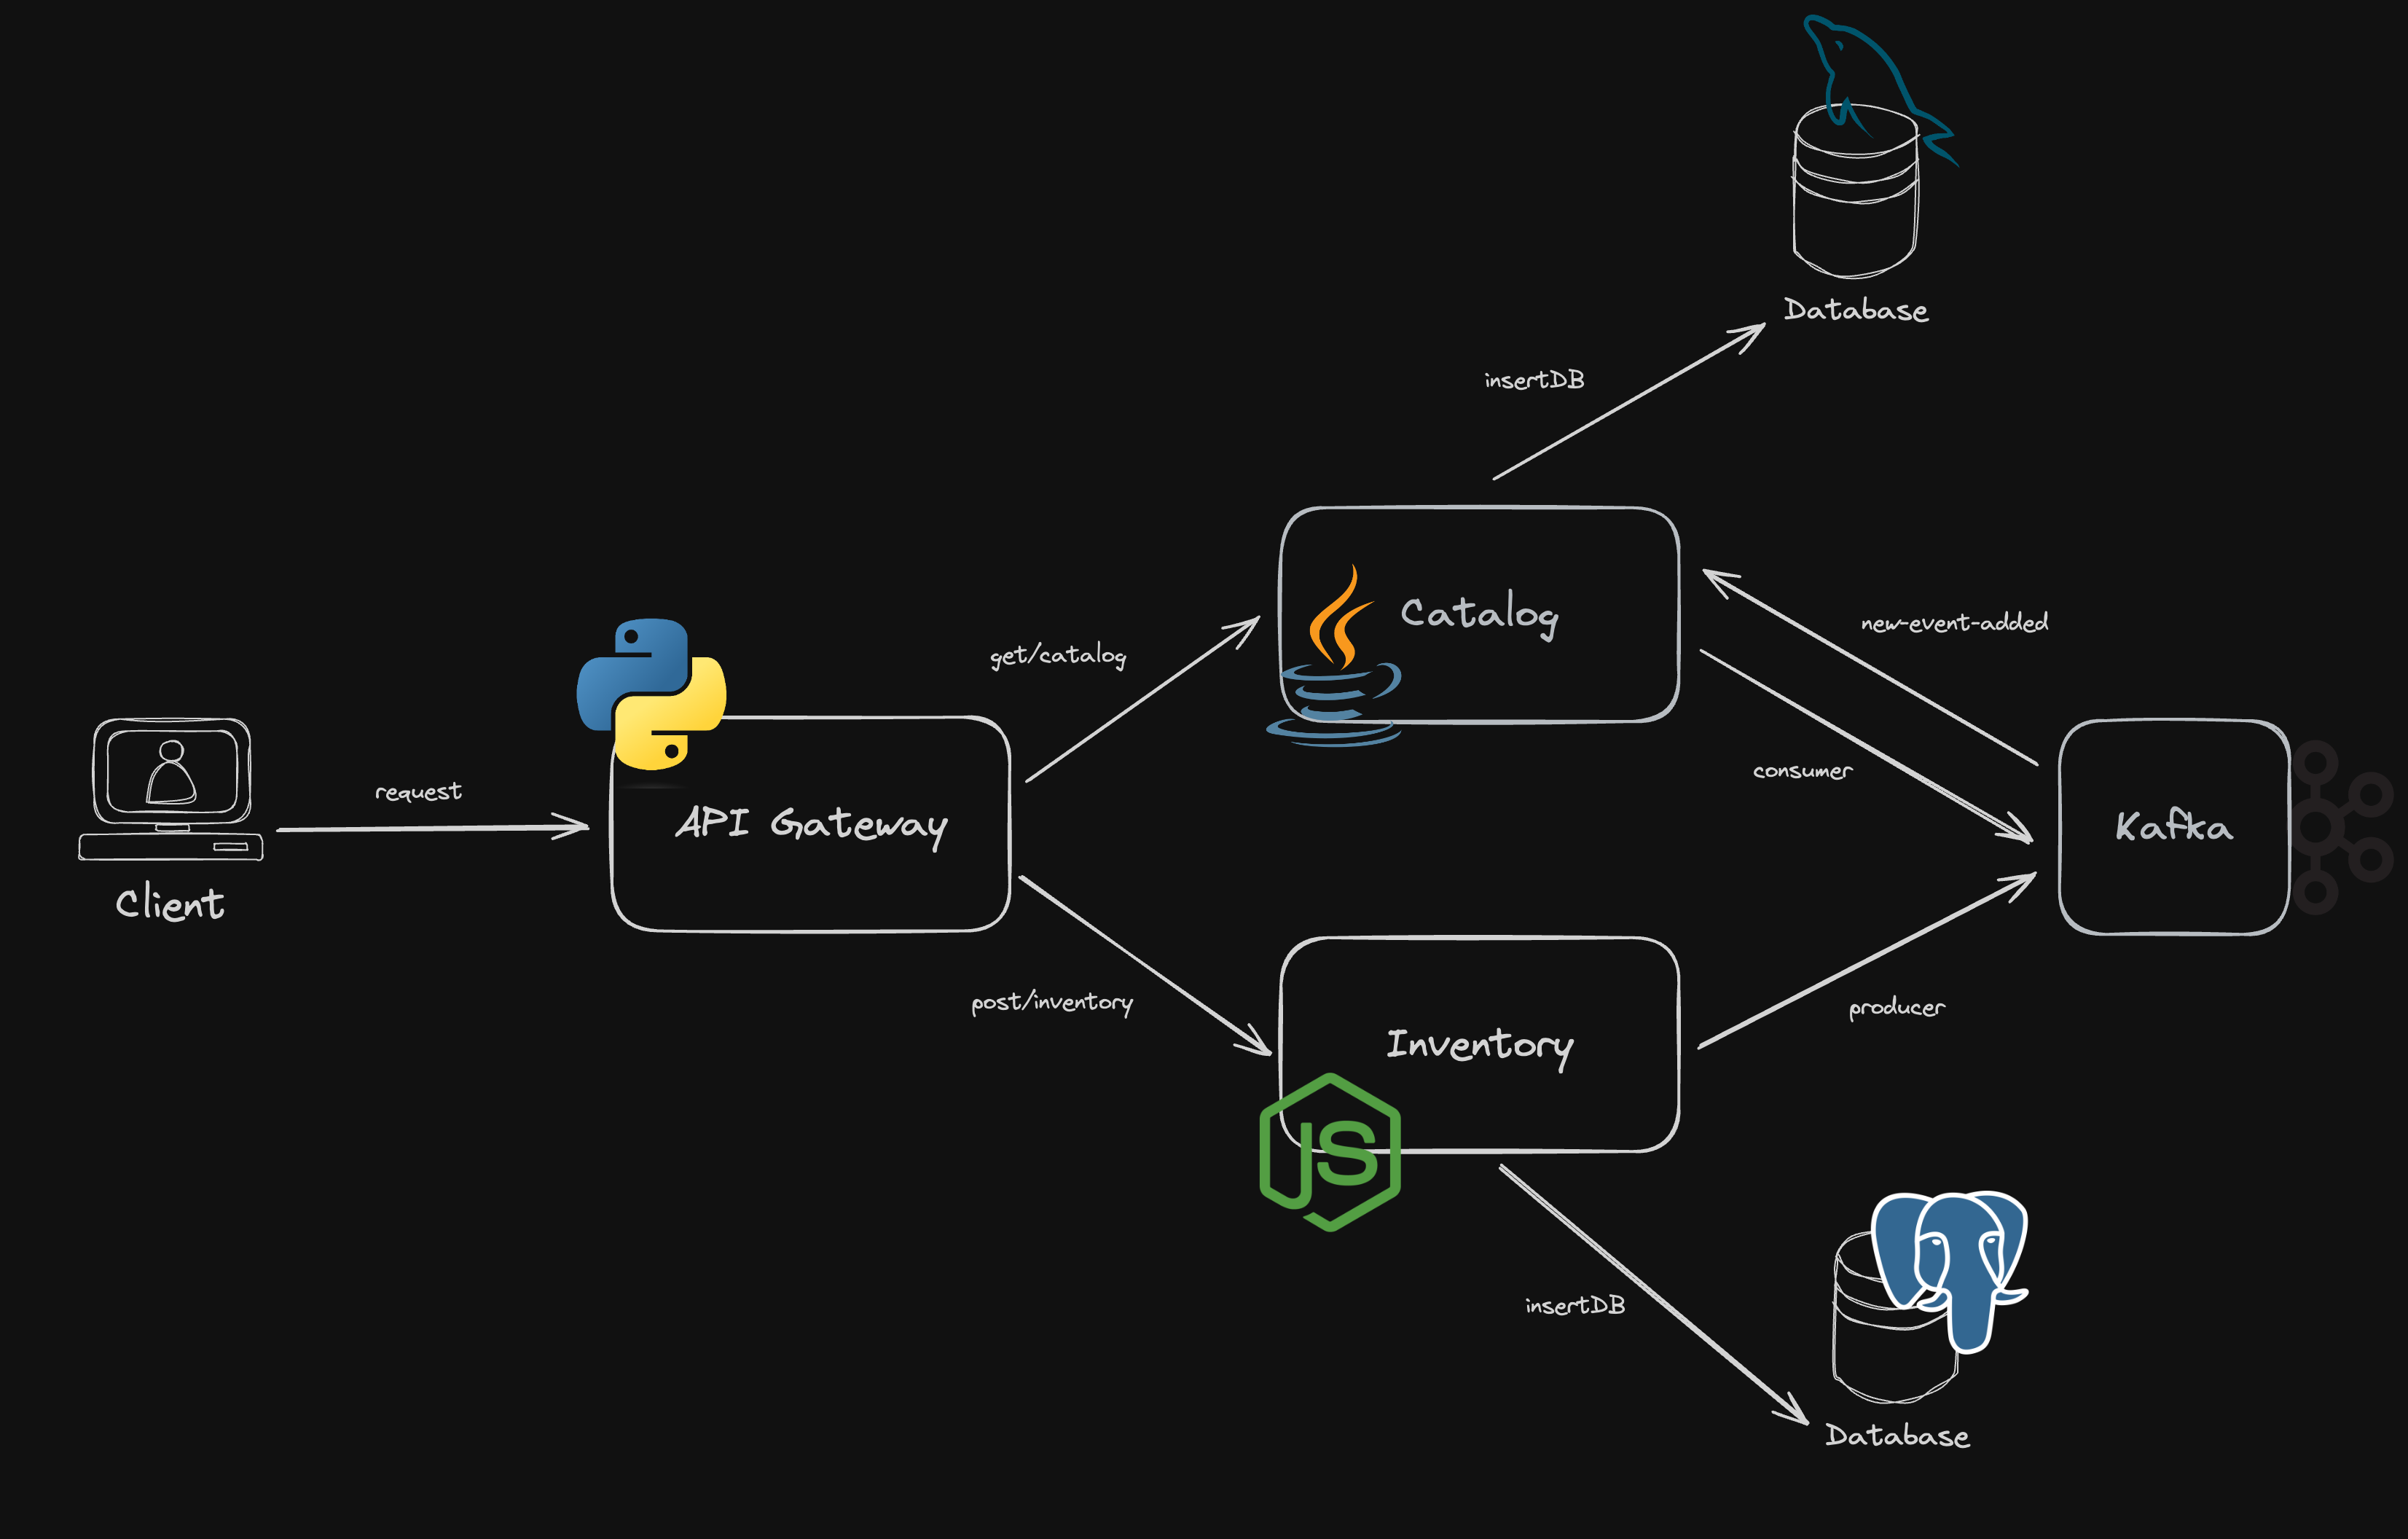 Database
insertDB
Catalog
new-event-added
get/catalog
consumer
request
API Gateway
Kafka
Client
post/inventory
producer
Inventory
JS
insertDB
Database